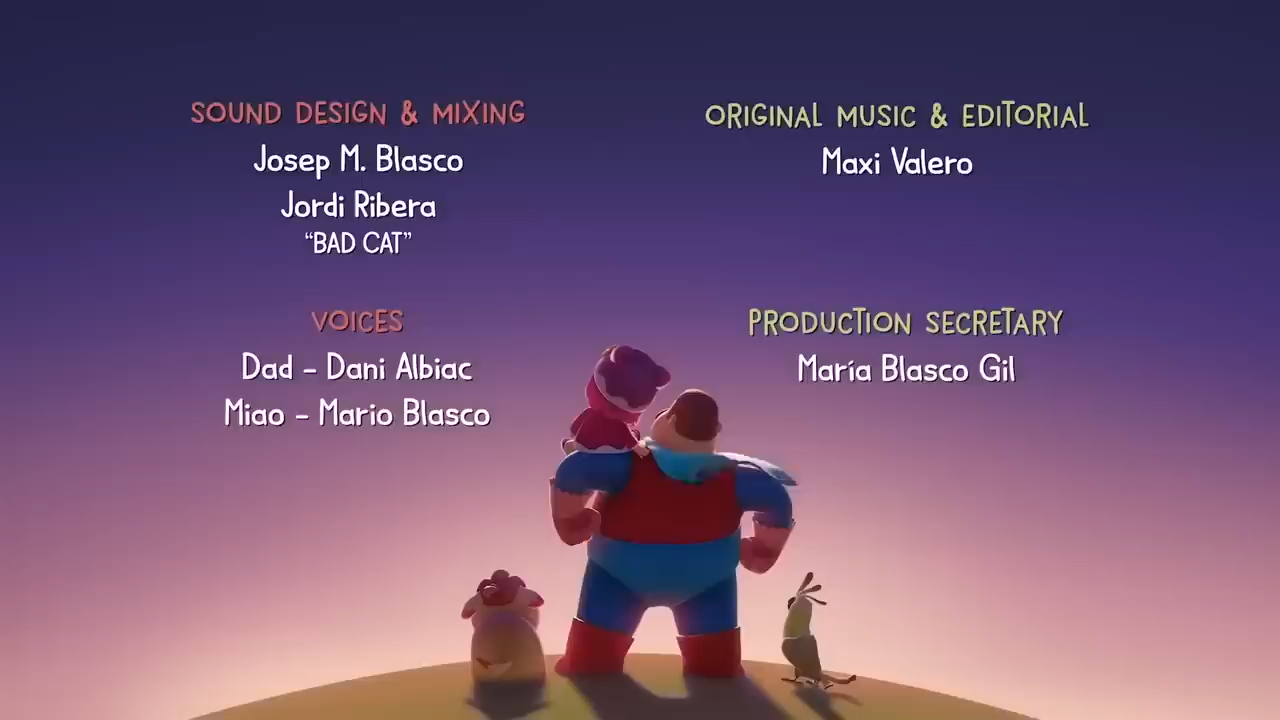 SOUND DESIGN & MIXING
Josep M. Blasco
Jordi Ribera
“BAD CAT”
VOICES
Dad - Dani Albiac
Miao - Mario Blasco
ORIGINAL MUSIC & EDITORIAL
Maxi Valero
PRODUCTION SECRETARY
María Blasco Gil